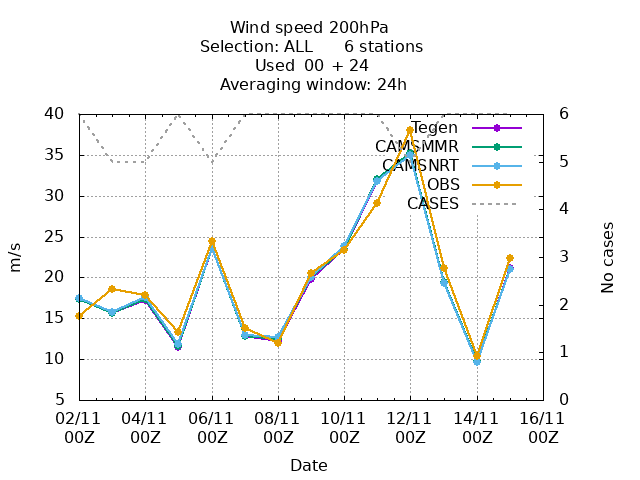 Wind speed 200hPa
Selection: ALL 6 stations
Used 00 + 24
Averaging window: 24h
40
35
30
25
20
15
10
5
6
5
4
3
2
1
0
Tegen
CAMSMMR
CAMSNRT
OBS
CASES
m/s
No cases
02/11 04/11 06/11 08/11 10/11 12/11 14/11 16/11
00Z 00Z 00Z 00Z 00Z 00Z 00Z 00Z
Date